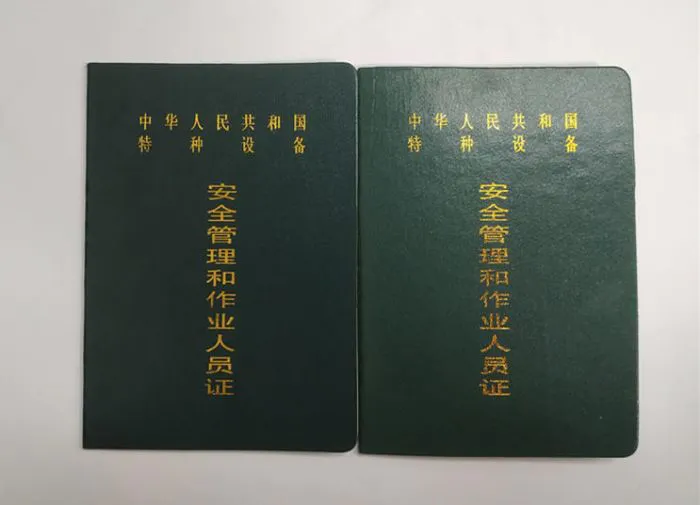 中华人民共和国
特种设备
安全管理和作业人员证
中华人民共和国
特种设备
安全管理和作业人员证